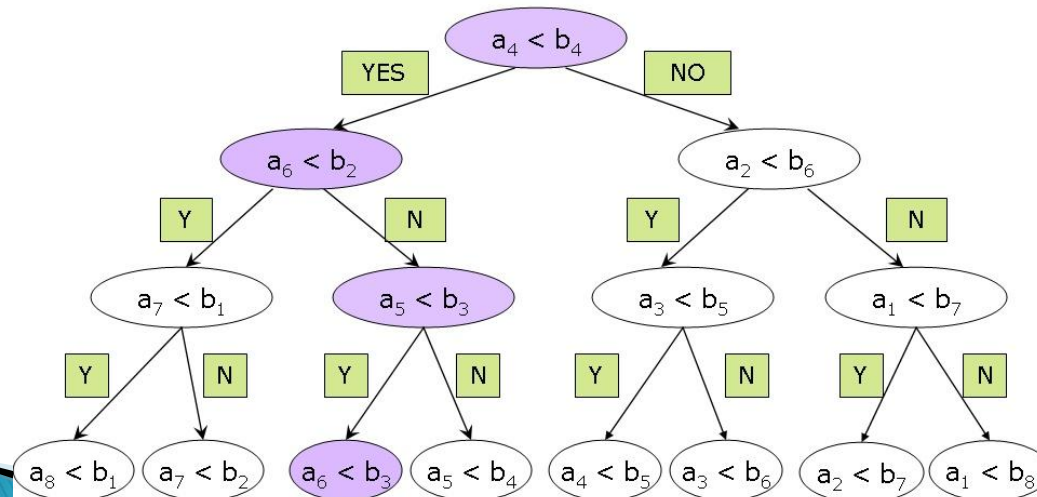 a₄ < b₄
YES NO
a₆ < b₂ a₂ < b₆
Y N Y N
a₇ < b₁ a₅ < b₃ a₃ < b₅ a₁ < b₇
Y N Y N Y N Y N
a₈ < b₁ a₇ < b₂ a₆ < b₃ a₅ < b₄ a₄ < b₅ a₃ < b₆ a₂ < b₇ a₁ < b₈